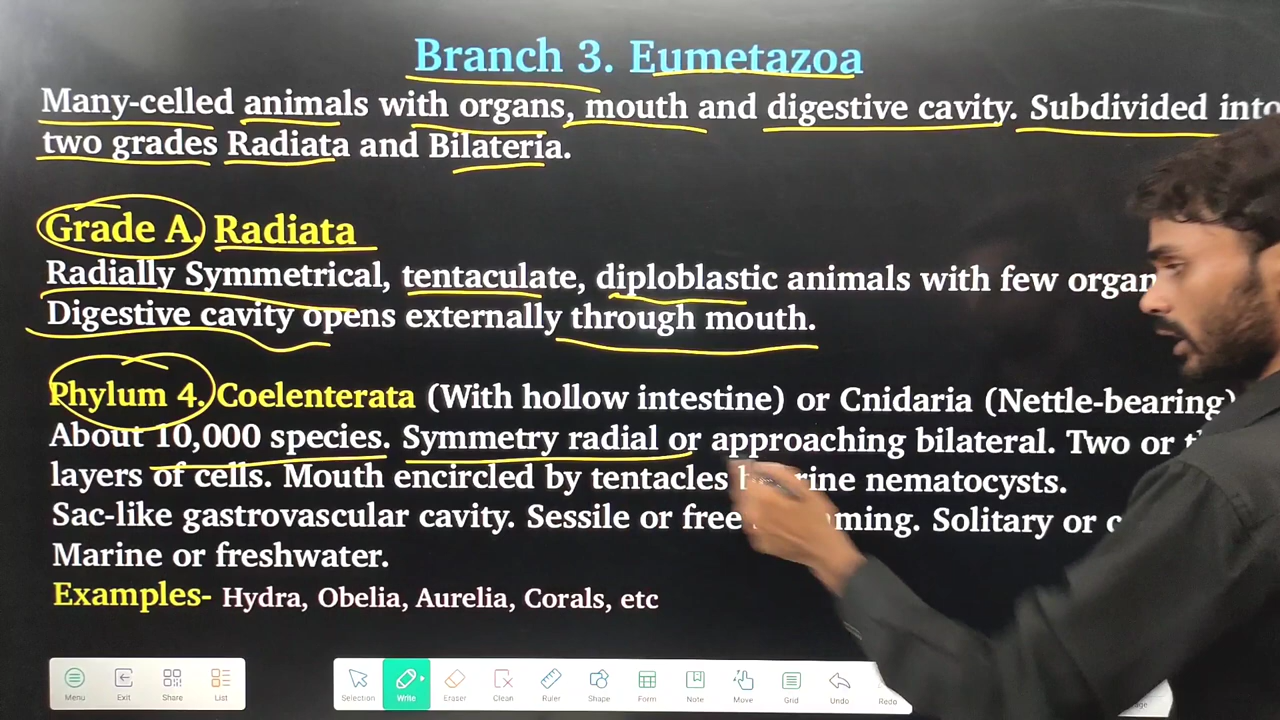 Branch 3. Eumetazoa
Many-celled animals with organs, mouth and digestive cavity. Subdivided into
two grades Radiata and Bilateria.
Grade A. Radiata
Radially Symmetrical, tentaculate, diploblastic animals with few organ
Digestive cavity opens externally through mouth.
Phylum 4. Coelenterata (With hollow intestine) or Cnidaria (Nettle-bearing)
About 10,000 species. Symmetry radial or approaching bilateral. Two or
layers of cells. Mouth encircled by tentacles nematocysts.
Sac-like gastrovascular cavity. Sessile or free Solitary or
Marine or freshwater.
Examples- Hydra, Obelia, Aurelia, Corals, etc
Menu Exit Share List Selection Write Eraser Clean Ruler Shape Form Note Move Grid Undo Redo